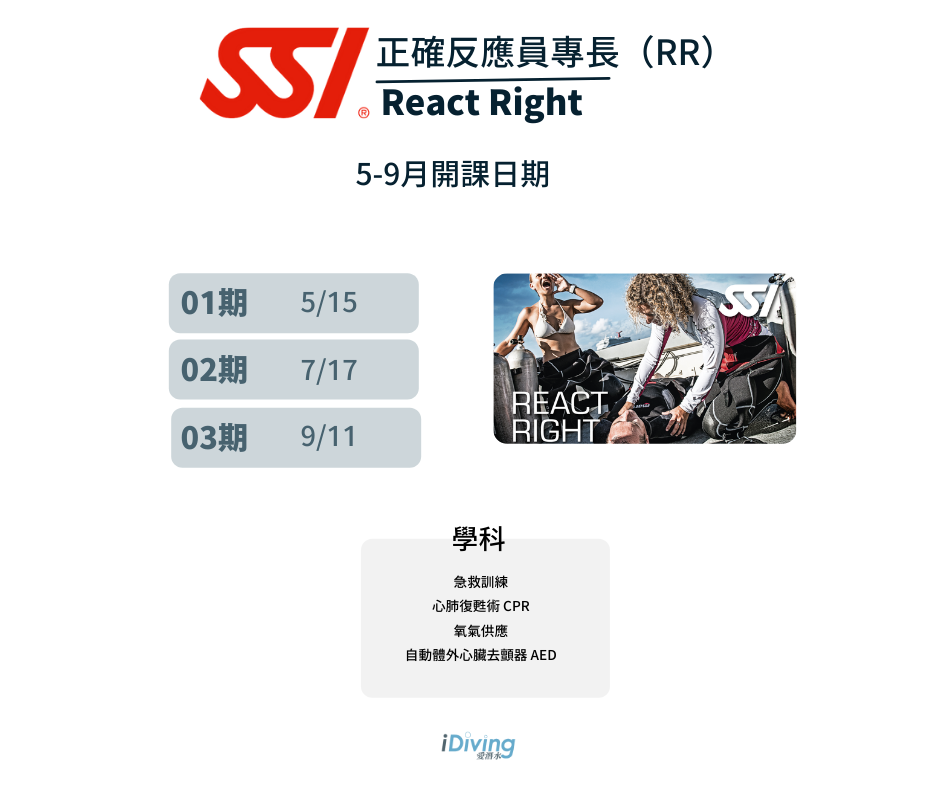 SSI® 正確反應員專長（RR）
React Right
5-9月開課日期
01期 5/15
02期 7/17
03期 9/11
SSI
REACT
RIGHT
學科
急救訓練
心肺復甦術 CPR
氧氣供應
自動體外心臟去顫器 AED
iDiving
愛潛水